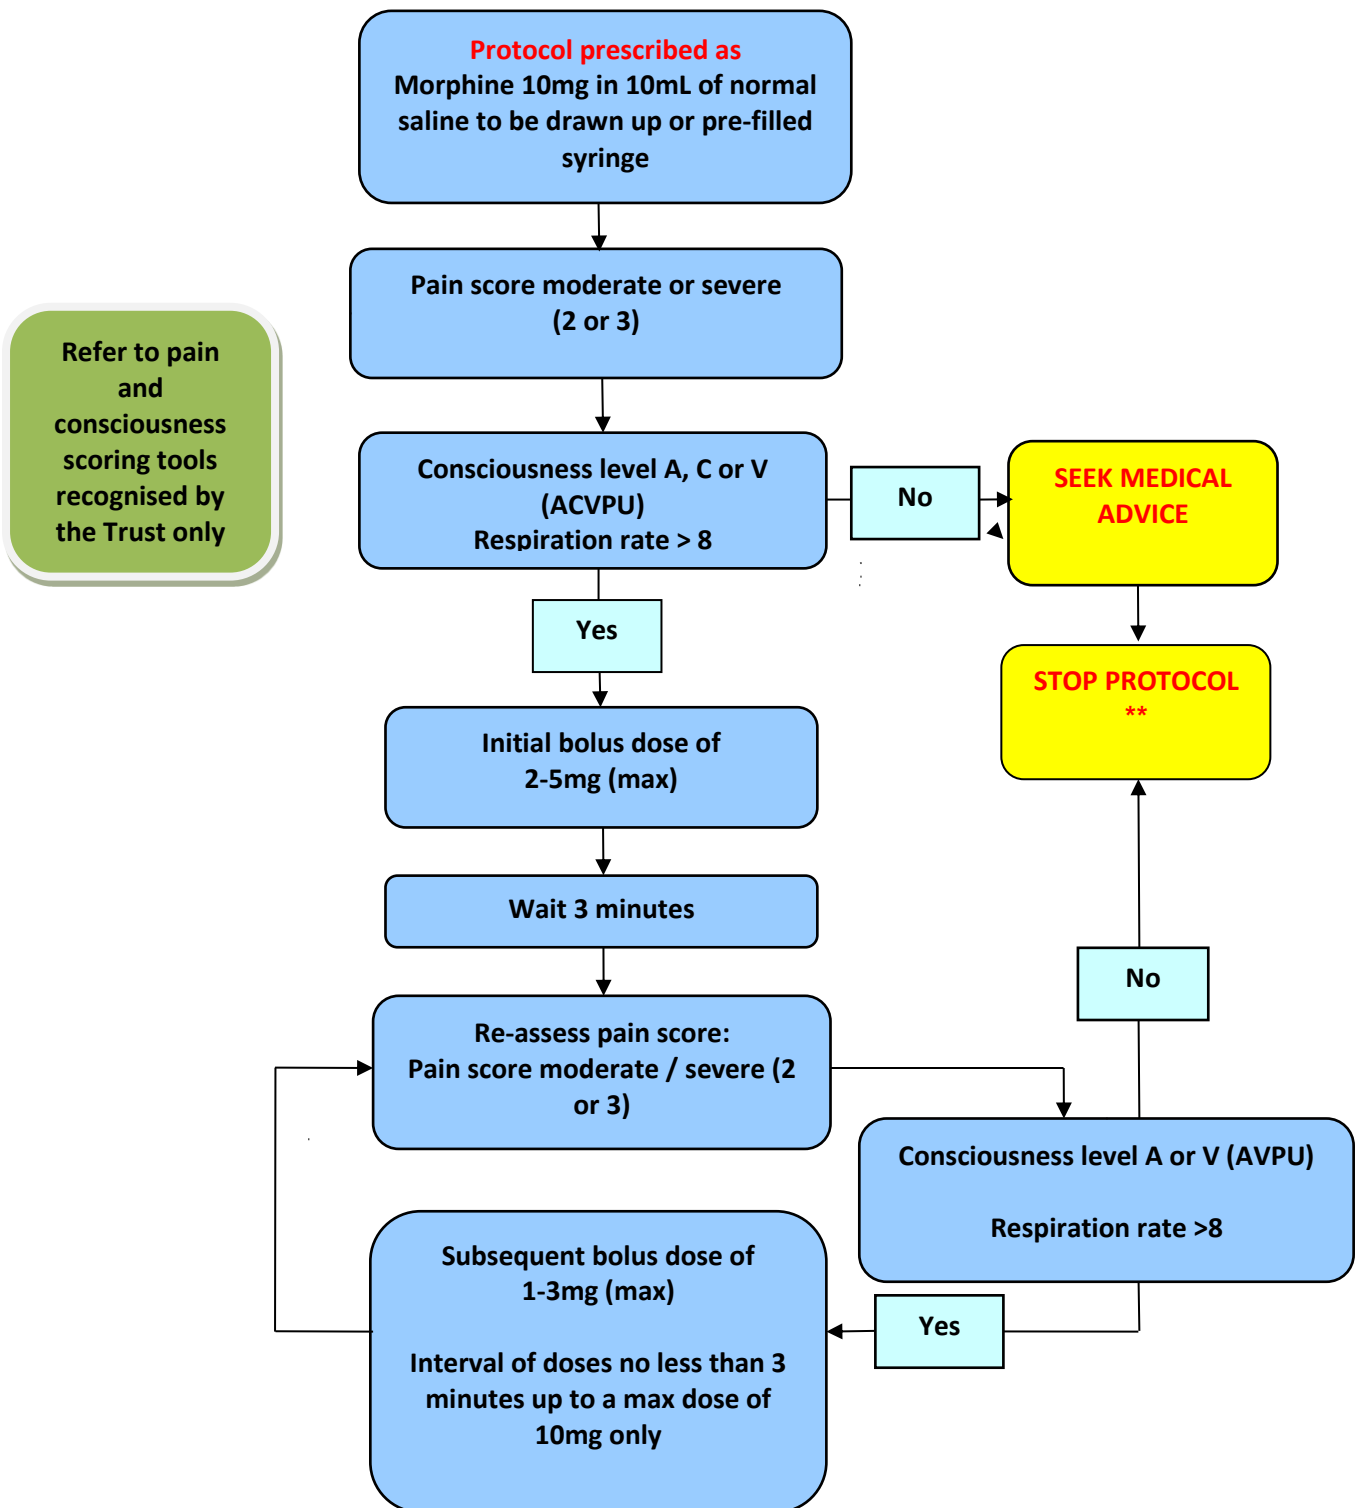 Protocol prescribed as
Morphine 10mg in 10mL of normal
saline to be drawn up or pre-filled
syringe
Pain score moderate or severe
(2 or 3)
Refer to pain
and
consciousness
scoring tools
recognised by
the Trust only
Consciousness level A, C or V
(ACVPU)
Respiration rate > 8
No
SEEK MEDICAL
ADVICE
Yes
STOP PROTOCOL
**
Initial bolus dose of
2-5mg (max)
Wait 3 minutes
No
Re-assess pain score:
Pain score moderate / severe (2
or 3)
Consciousness level A or V (AVPU)
Respiration rate >8
Yes
Subsequent bolus dose of
1-3mg (max)
Interval of doses no less than 3
minutes up to a max dose of
10mg only